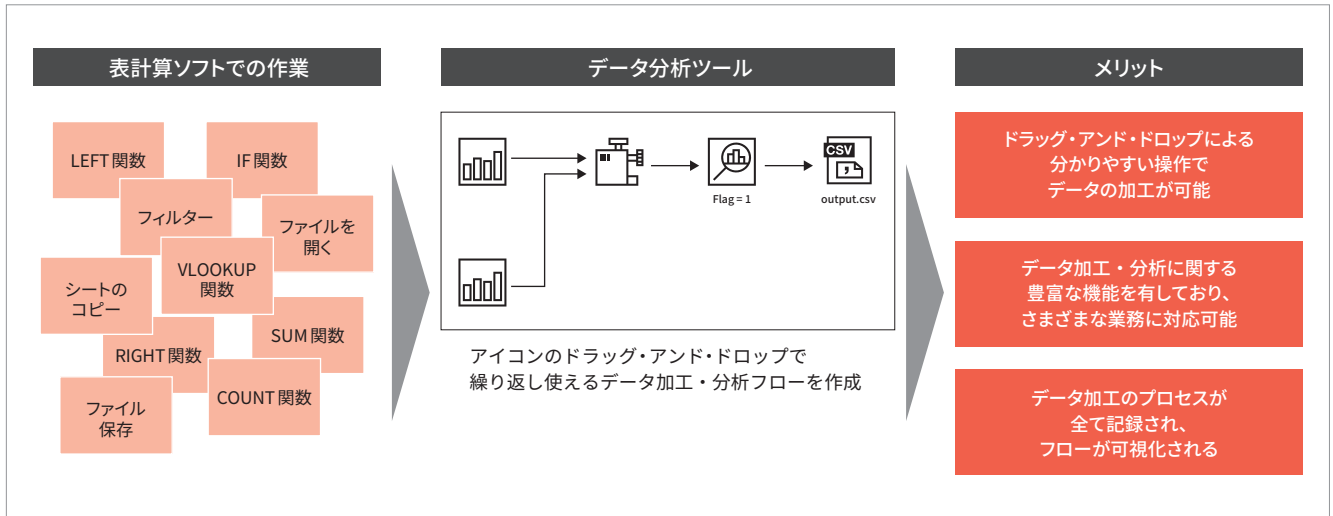 表計算ソフトでの作業
LEFT関数
IF関数
フィルター
ファイルを
開く
VLOOKUP
関数
シートの
コピー
SUM関数
RIGHT関数
COUNT関数
ファイル
保存
データ分析ツール
Flag = 1
CSV
output.csv
アイコンのドラッグ・アンド・ドロップで
繰り返し使えるデータ加工・分析フローを作成
メリット
ドラッグ・アンド・ドロップによる
分かりやすい操作で
データの加工が可能
データ加工・分析に関する
豊富な機能を有しており、
さまざまな業務に対応可能
データ加工のプロセスが
全て記録され、
フローが可視化される